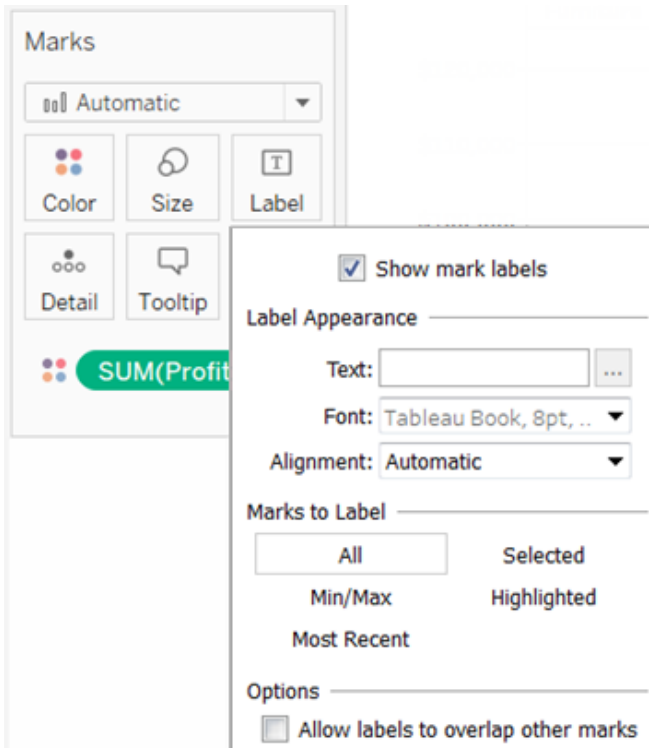 Marks
Automatic
Color Size Label
Detail Tooltip
SUM(Profit
Show mark labels
Label Appearance
Text: ...
Font: Tableau Book, 8pt, ..
Alignment: Automatic
Marks to Label
All Selected
Min/Max Highlighted
Most Recent
Options
Allow labels to overlap other marks